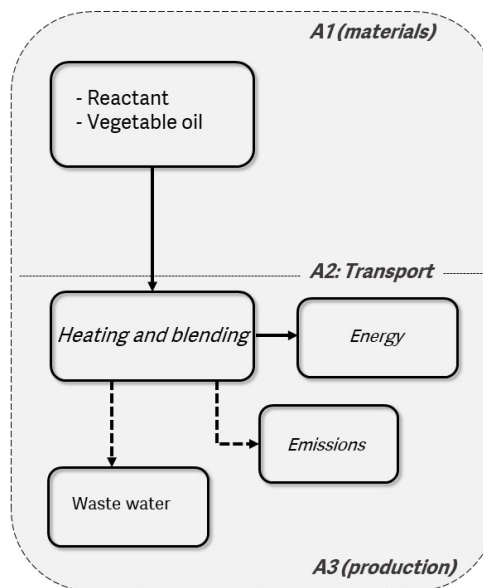 A1 (materials)
- Reactant
- Vegetable oil
A2: Transport
Heating and blending
Energy
Emissions
Waste water
A3 (production)